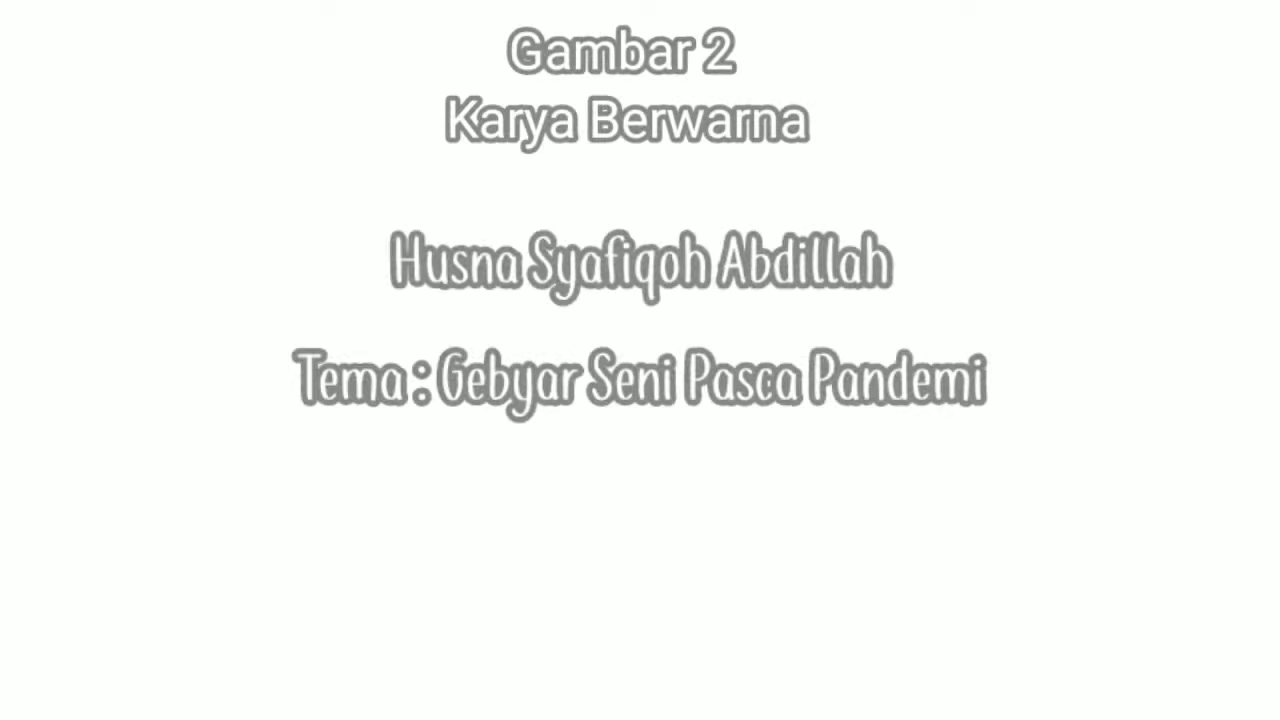 Gambar 2
Karya Berwarna
Husna Syafiqoh Abdillah
Tema : Gebyar Seni Pasca Pandemi